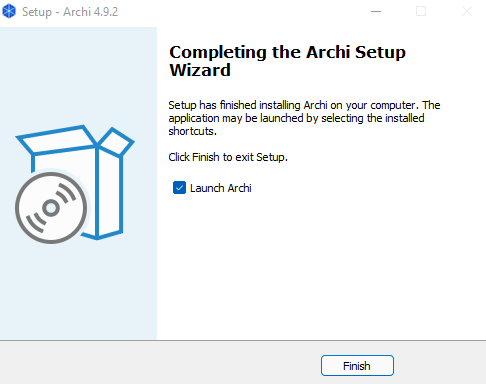 Setup - Archi 4.9.2
Completing the Archi Setup
Wizard
Setup has finished installing Archi on your computer. The
application may be launched by selecting the installed
shortcuts.
Click Finish to exit Setup.
Launch Archi
Finish